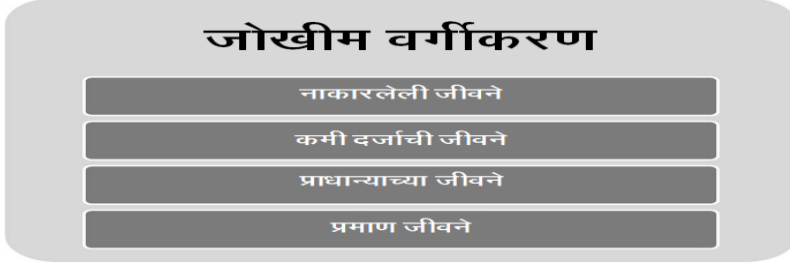 जोखीम वर्गीकरण
नाकारलेली जीवने
कमी दर्जाची जीवने
प्राधान्याच्या जीवने
प्रमाण जीवने